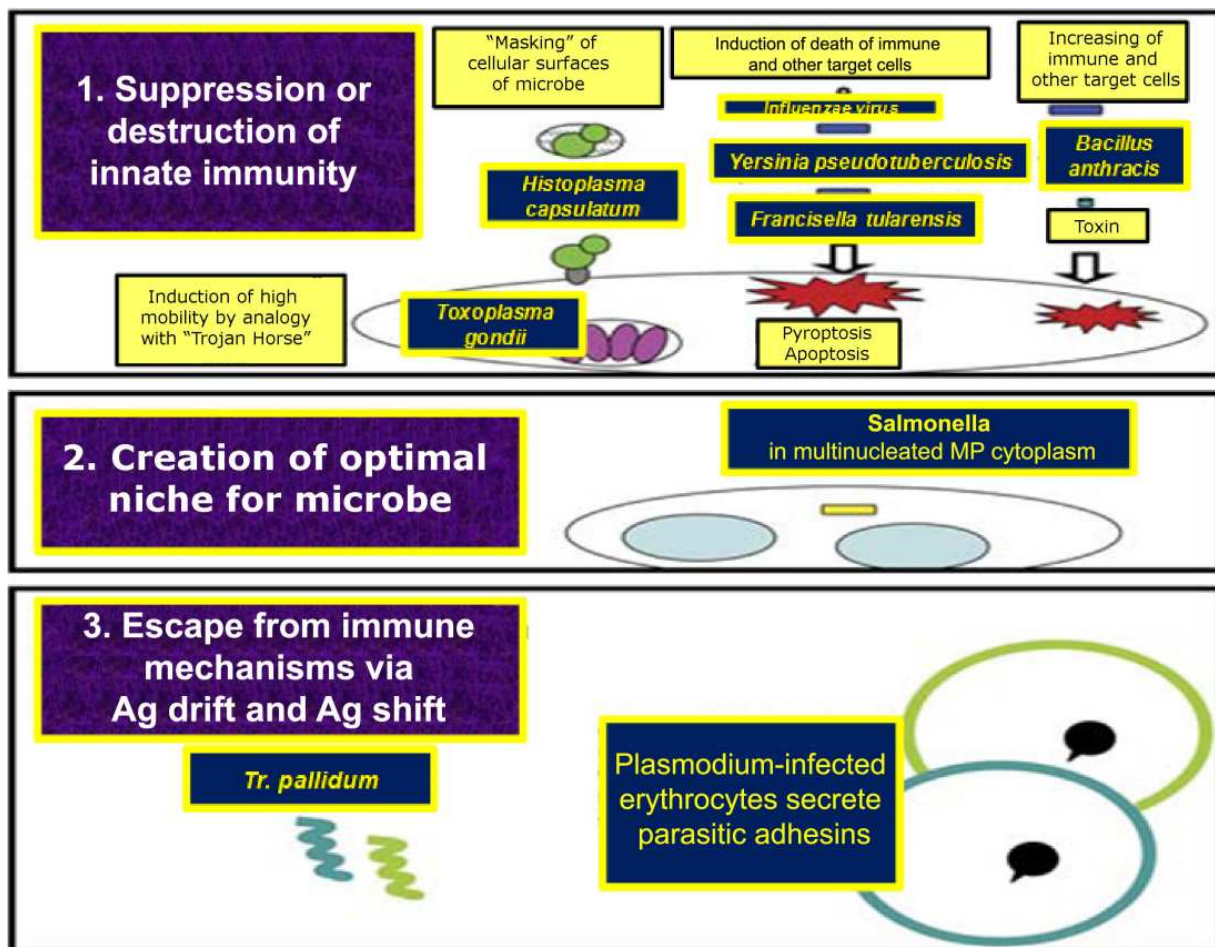 1. Suppression or
destruction of
innate immunity
“Masking” of
cellular surfaces
of microbe
Histoplasma
capsulatum
Induction of death of immune
and other target cells
Influenzae virus
Yersinia pseudotuberculosis
Francisella tularensis
Increasing of
immune and
other target cells
Bacillus
anthracis
Toxin
Induction of high
mobility by analogy
with “Trojan Horse”
Toxoplasma
gondii
Pyroptosis
Apoptosis
2. Creation of optimal
niche for microbe
Salmonella
in multinucleated MP cytoplasm
3. Escape from immune
mechanisms via
Ag drift and Ag shift
Tr. pallidum
Plasmodium-infected
erythrocytes secrete
parasitic adhesins